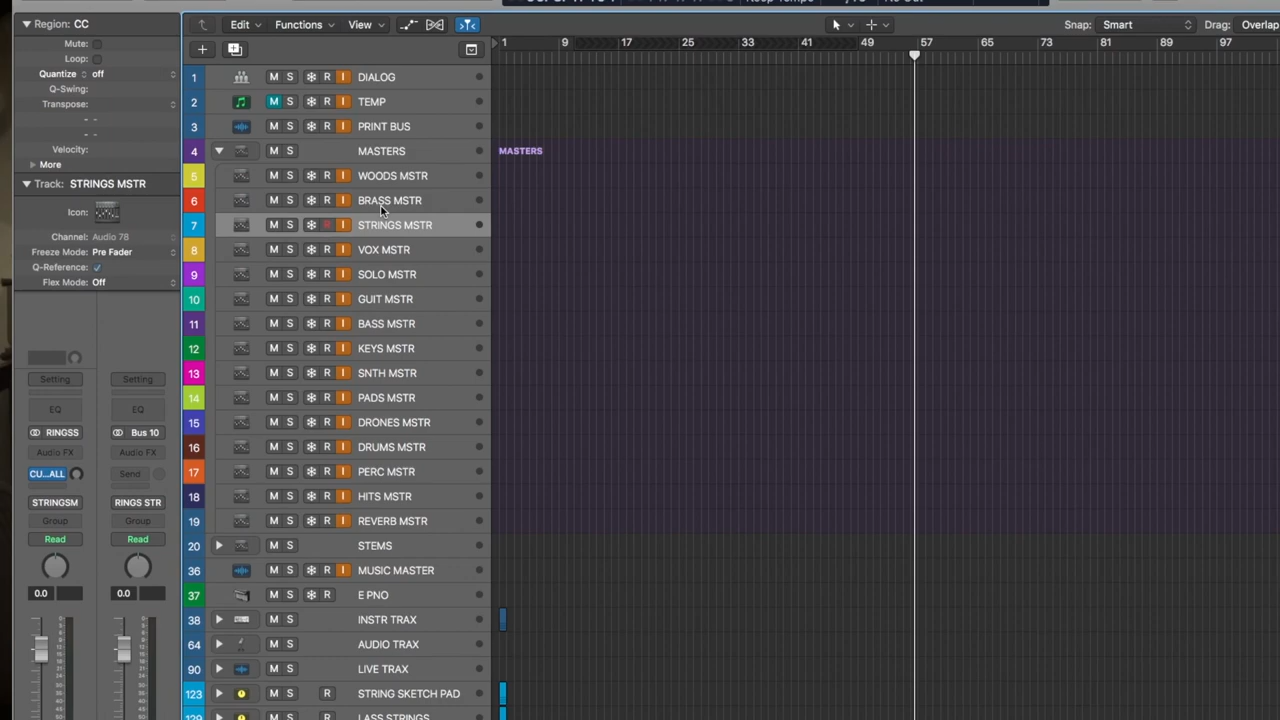 Region: CC
Mute:
Loop:
Quantize off
Q-Swing:
Transpose:
Velocity:
More
Track: STRINGS MSTR
Icon:
Channel: Audio 78
Freeze Mode: Pre Fader
Q-Reference:
Flex Mode: Off
Setting Setting
EQ EQ
RINGSS Bus 10
Audio FX Audio FX
CU...ALL Send
STRINGSM RINGS STR
Group Group
Read Read
0.0 0.0
Edit Functions View Snap: Smart Drag: Overlap
1 9 17 25 33 41 49 57 65 73 81 89 97
1 M S R I DIALOG
2 M S R I TEMP
3 M S R I PRINT BUS
4 M S MASTERS MASTERS
5 M S R I WOODS MSTR
6 M S R I BRASS MSTR
7 M S R I STRINGS MSTR
8 M S R I VOX MSTR
9 M S R I SOLO MSTR
10 M S R I GUIT MSTR
11 M S R I BASS MSTR
12 M S R I KEYS MSTR
13 M S R I SNTH MSTR
14 M S R I PADS MSTR
15 M S R I DRONES MSTR
16 M S R I DRUMS MSTR
17 M S R I PERC MSTR
18 M S R I HITS MSTR
19 M S R I REVERB MSTR
20 M S STEMS
36 M S R I MUSIC MASTER
37 M S R E PNO
38 M S INSTR TRAX
64 M S AUDIO TRAX
90 M S LIVE TRAX
123 M S R STRING SKETCH PAD
129 M S R LASS STRINGS